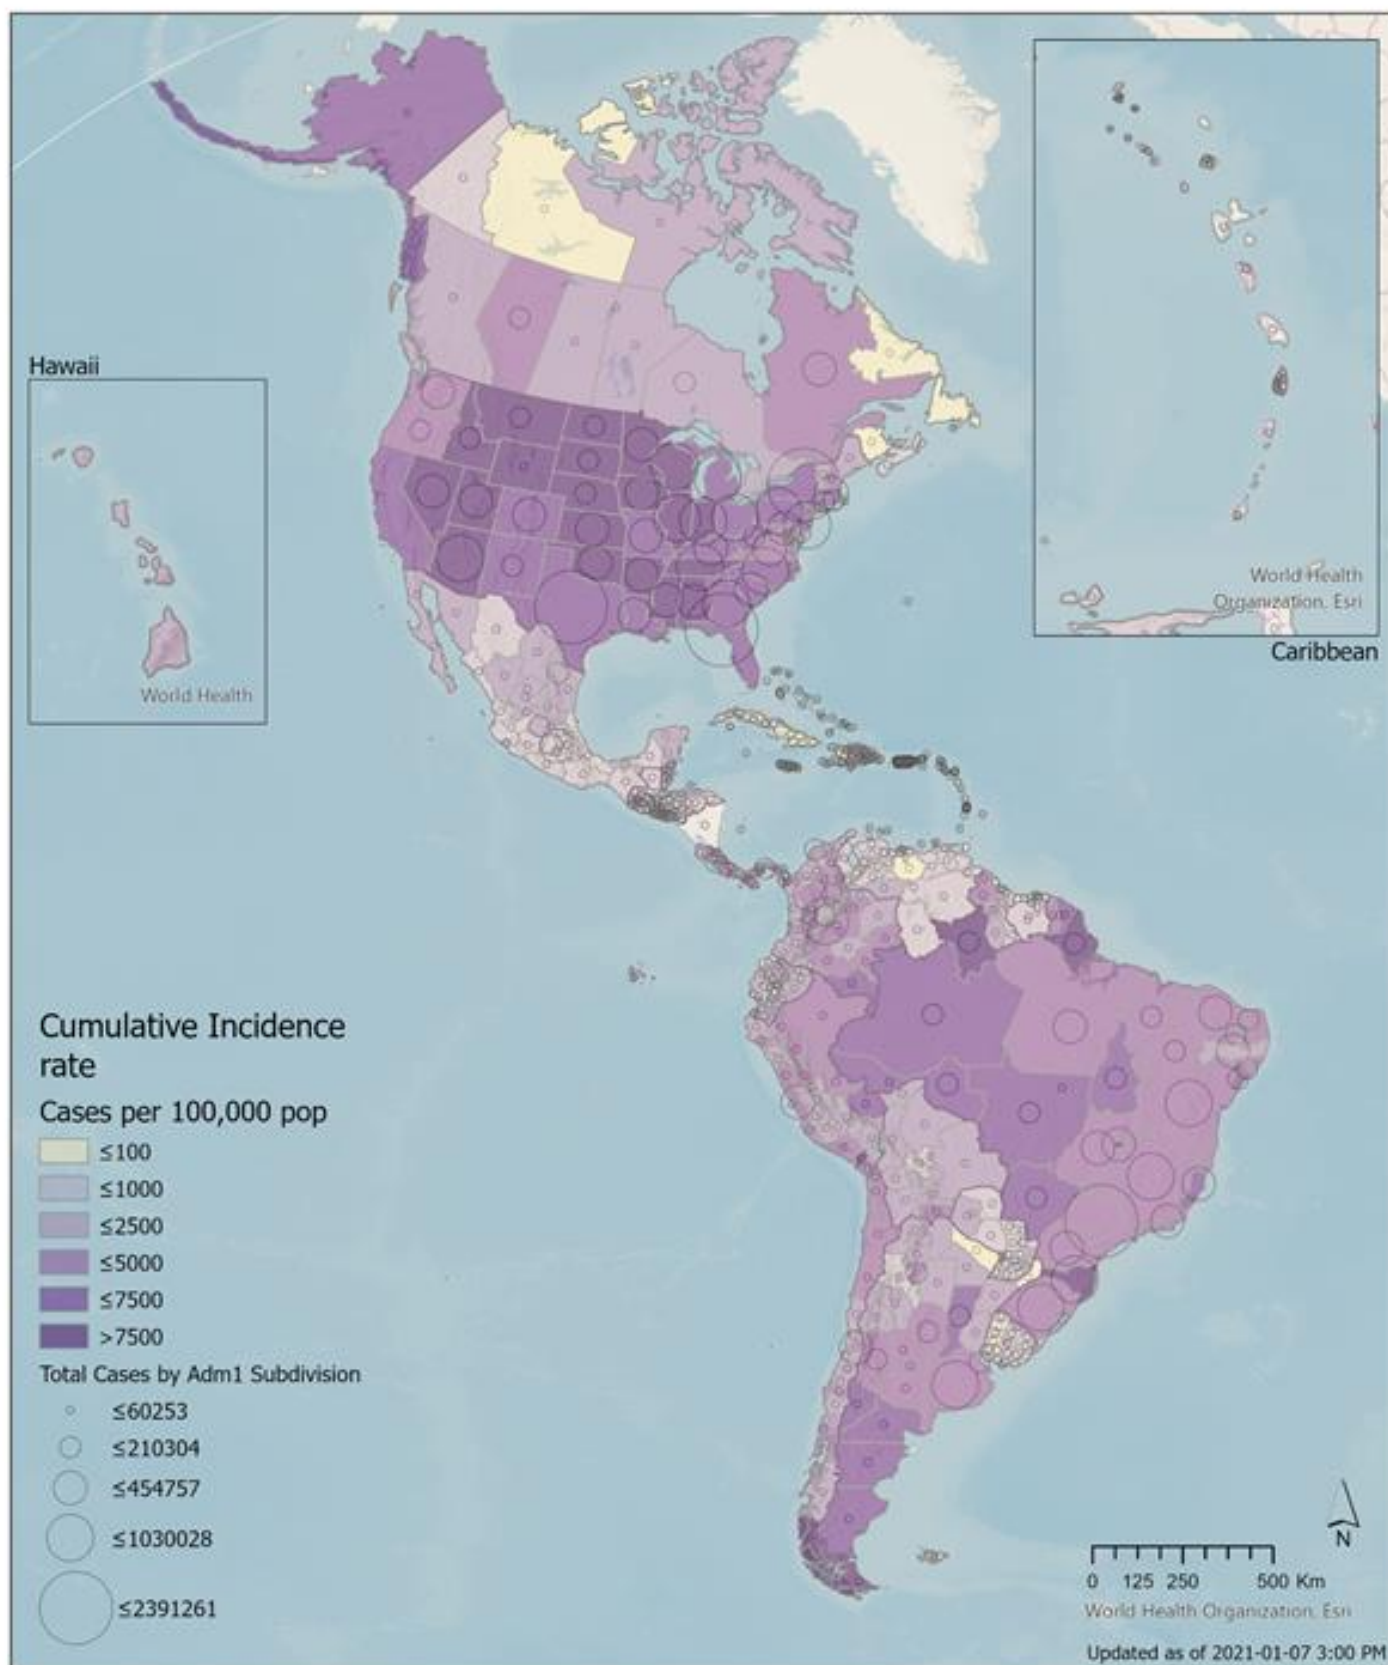 Hawaii
World Health
World Health
Organization, Esri
Caribbean
Cumulative Incidence
rate
Cases per 100,000 pop
≤100
≤1000
≤2500
≤5000
≤7500
>7500
Total Cases by Adm1 Subdivision
≤60253
≤210304
≤454757
≤1030028
≤2391261
N
0 125 250 500 Km
World Health Organization, Esri
Updated as of 2021-01-07 3:00 PM